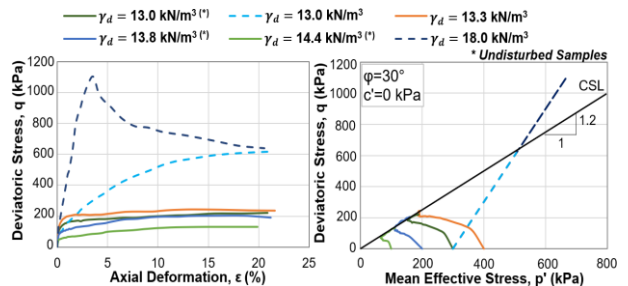 γd = 13.0 kN/m³ (*) γd = 13.0 kN/m³ γd = 13.3 kN/m³
γd = 13.8 kN/m³ (*) γd = 14.4 kN/m³ (*) γd = 18.0 kN/m³
* Undisturbed Samples
Deviatoric Stress, q (kPa)
1200
1000
800
600
400
200
0
0 5 10 15 20 25
Axial Deformation, ε (%)
Deviatoric Stress, q (kPa)
1200
1000
800
600
400
200
0
φ=30°
c'=0 kPa
CSL
1.2
1
0 200 400 600 800
Mean Effective Stress, p' (kPa)